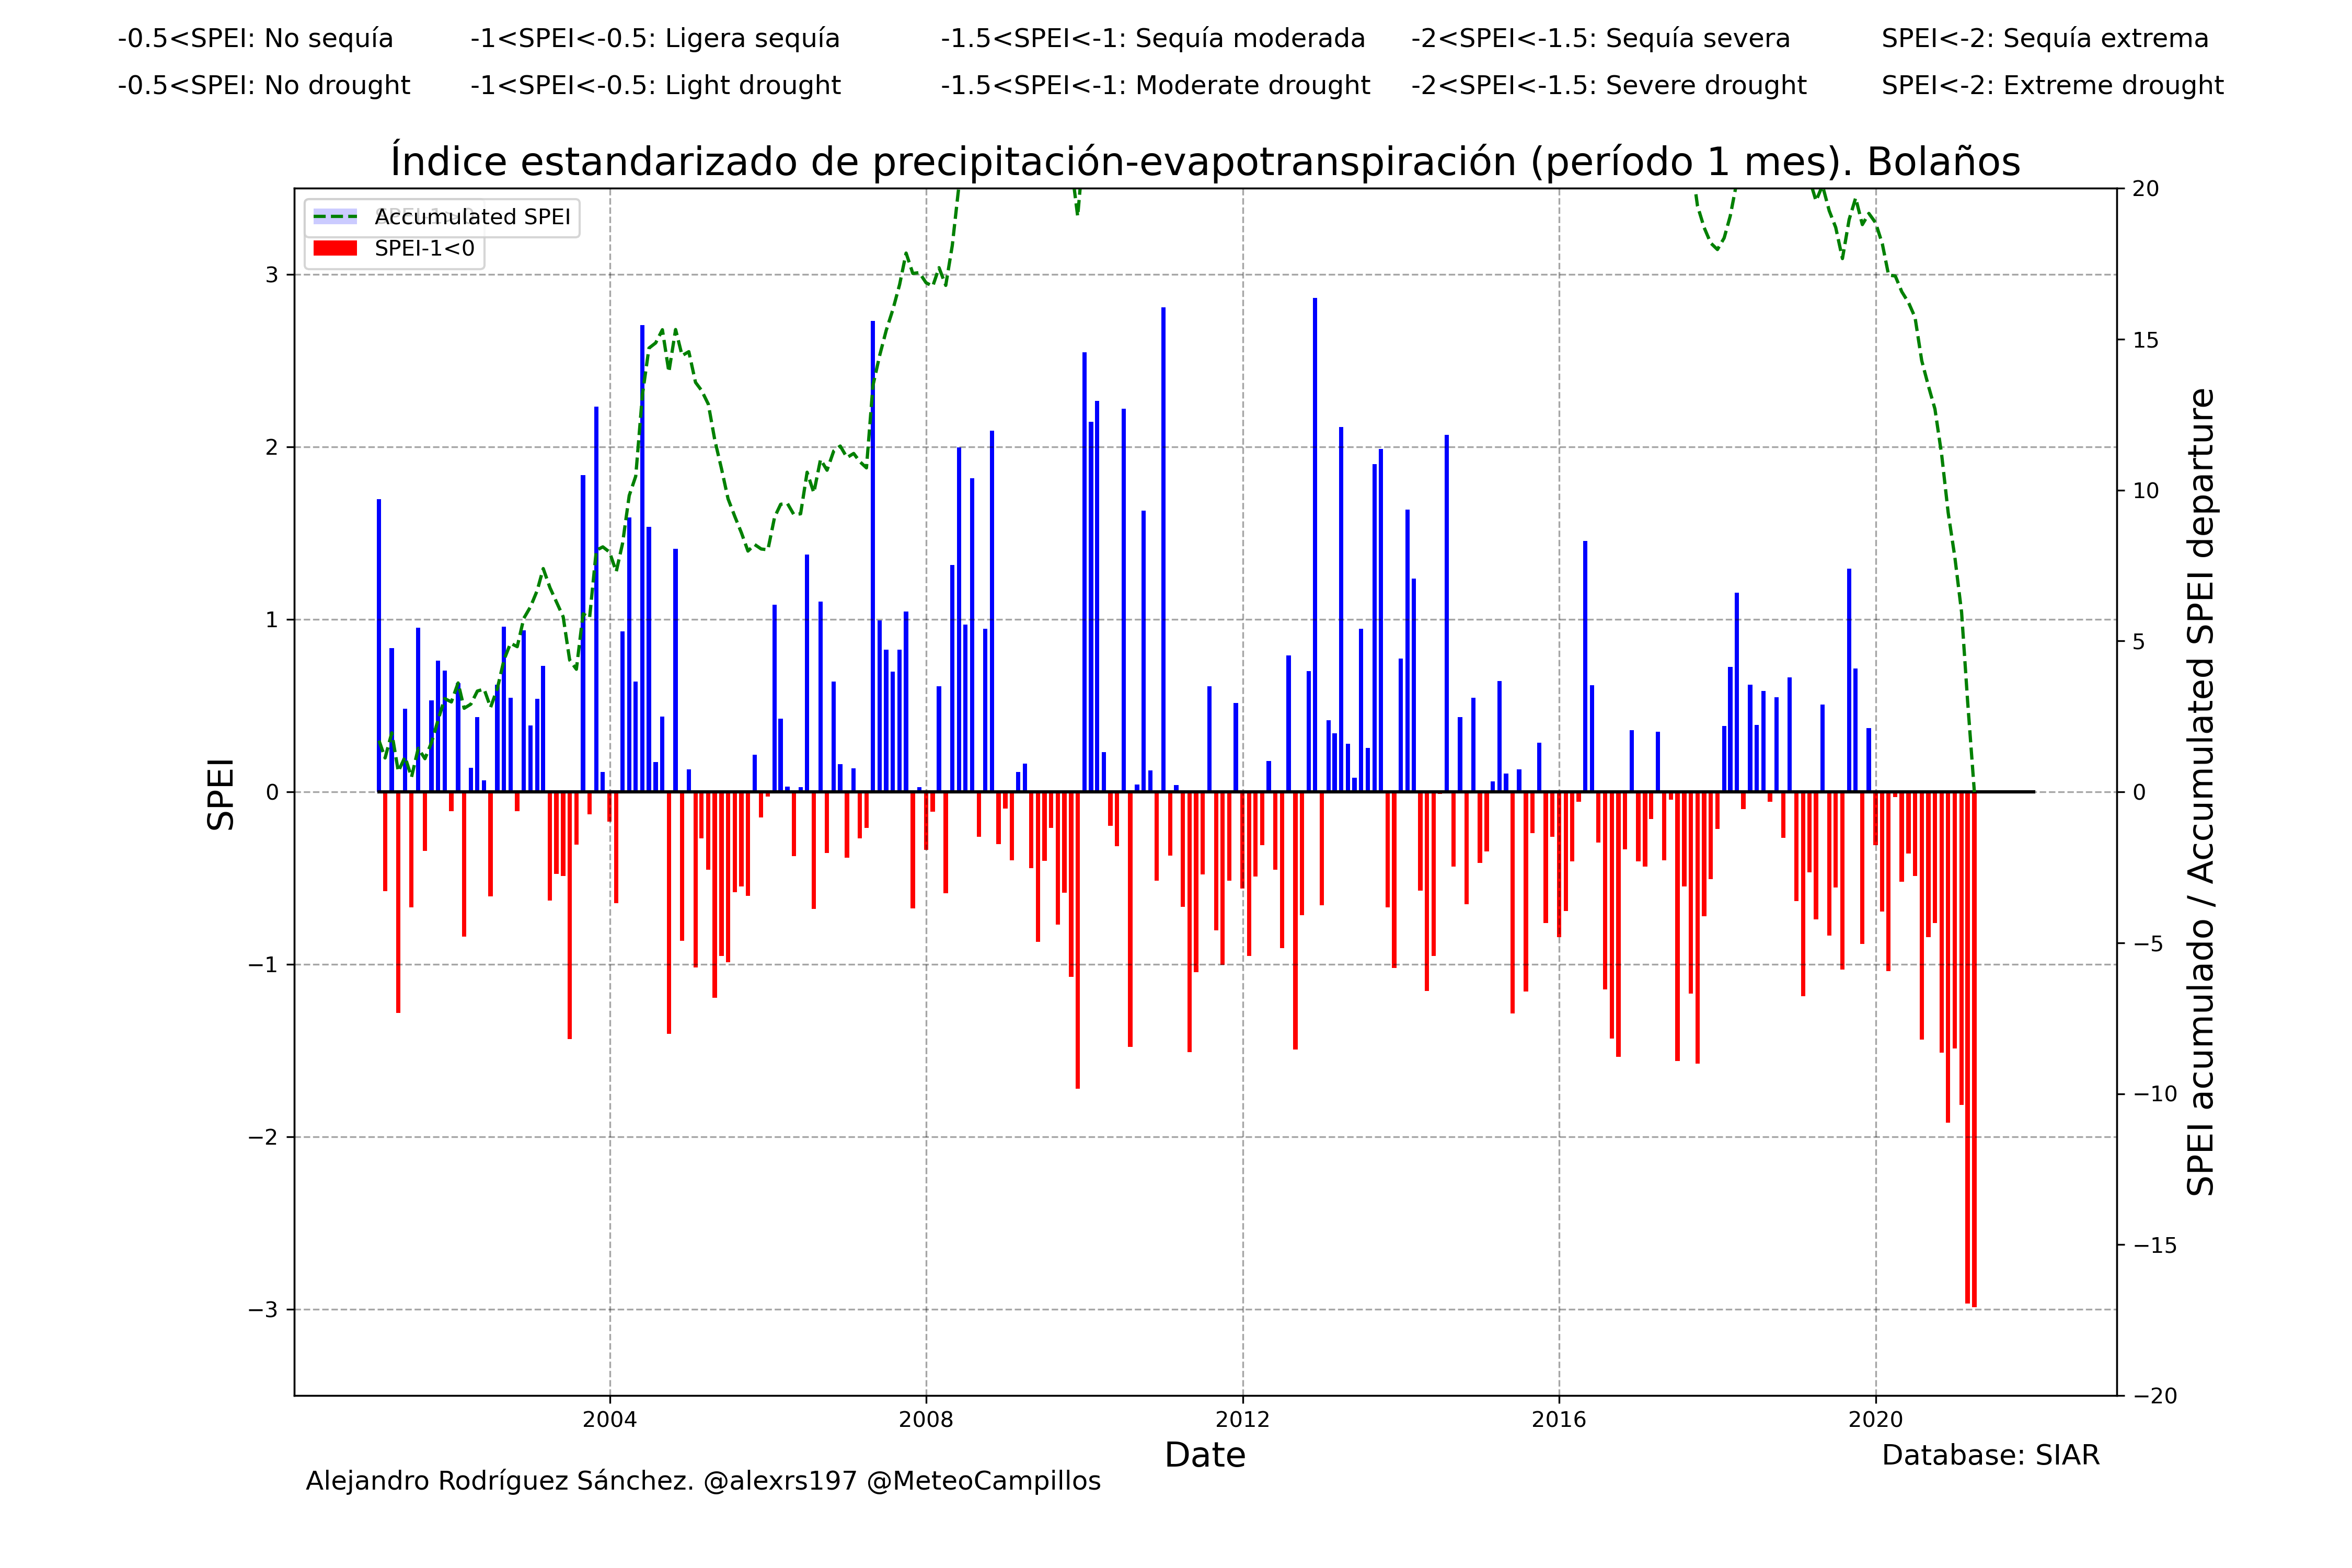 -0.5<SPEI: No sequía -1<SPEI<-0.5: Ligera sequía -1.5<SPEI<-1: Sequía moderada -2<SPEI<-1.5: Sequía severa SPEI<-2: Sequía extrema
-0.5<SPEI: No drought -1<SPEI<-0.5: Light drought -1.5<SPEI<-1: Moderate drought -2<SPEI<-1.5: Severe drought SPEI<-2: Extreme drought
Índice estandarizado de precipitación-evapotranspiración (período 1 mes). Bolaños
Accumulated SPEI
SPEI-1<0
SPEI
3
2
1
0
−1
−2
−3
20
15
10
5
0
−5
−10
−15
−20
SPEI acumulado / Accumulated SPEI departure
2004 2008 2012 2016 2020
Date
Database: SIAR
Alejandro Rodríguez Sánchez. @alexrs197 @MeteoCampillos